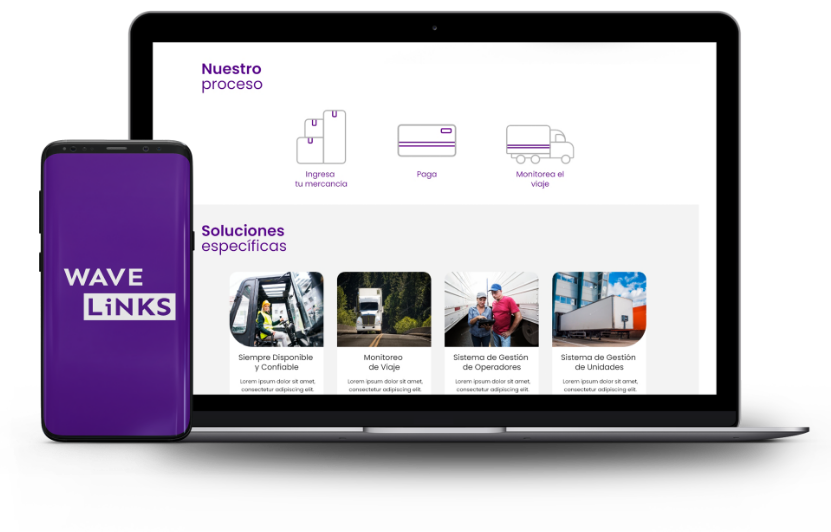 Nuestro
proceso
Ingresa
tu mercancia
Paga
Monitorea el
viaje
Soluciones
específicas
WAVE
LiNKS
Siempre Disponible
y Confiable
Monitoreo
de Viaje
Sistema de Gestión
de Operadores
Sistema de Gestión
de Unidades
Lorem ipsum dolor sit amet,
consectetur adipiscing elit.
Lorem ipsum dolor sit amet,
consectetur adipiscing elit.
Lorem ipsum dolor sit amet,
consectetur adipiscing elit.
Lorem ipsum dolor sit amet,
consectetur adipiscing elit.